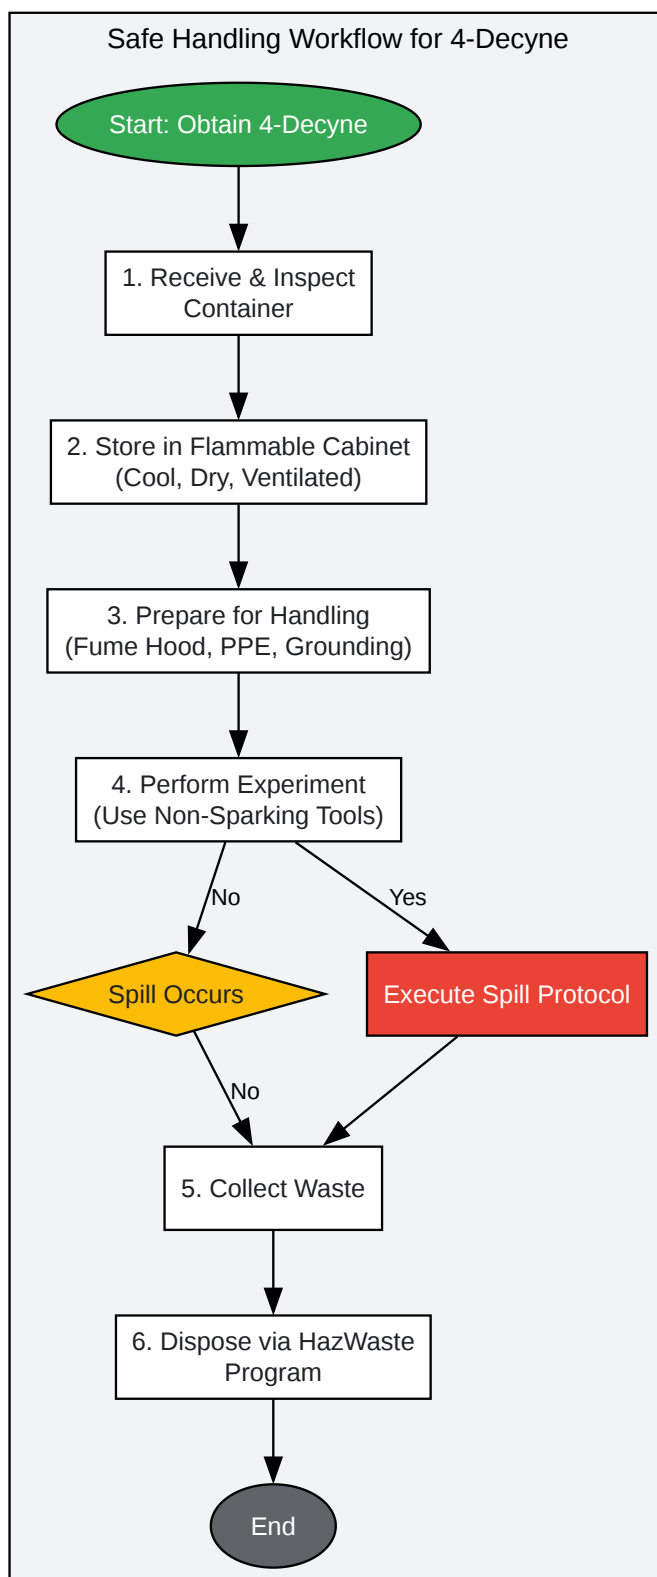 Safe Handling Workflow for 4-Decyne
Start: Obtain 4-Decyne
1. Receive & Inspect
Container
2. Store in Flammable Cabinet
(Cool, Dry, Ventilated)
3. Prepare for Handling
(Fume Hood, PPE, Grounding)
4. Perform Experiment
(Use Non-Sparking Tools)
No
Yes
Spill Occurs
Execute Spill Protocol
No
5. Collect Waste
6. Dispose via HazWaste
Program
End